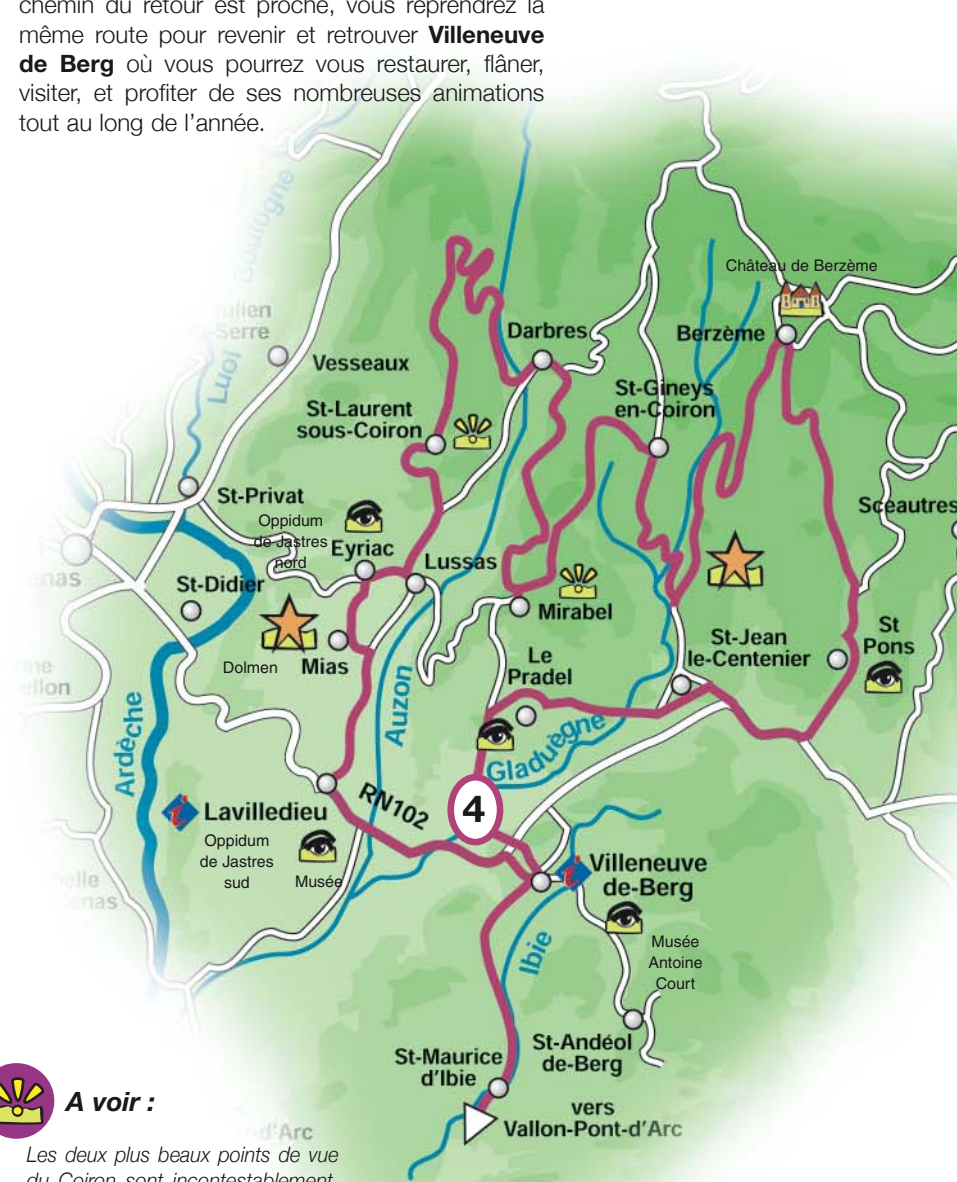 chemin du retour est proche, vous reprendrez la
même route pour revenir et retrouver Villeneuve
de Berg où vous pourrez vous restaurer, flâner,
visiter, et profiter de ses nombreuses animations
tout au long de l'année.
Boulogne
Château de Berzème
Serre
Luol
Darbres
Berzème
Vesseaux
St-Gineys
en-Coiron
St-Laurent
sous-Coiron
St-Privat
Oppidum
de Jastres
nord
Eyriac
Sceautres
Lussas
St-Didier
Mirabel
Dolmen
Mias
Le
Pradel
St-Jean
le-Centenier
St
Pons
Ardèche
Auzon
Gladuègne
RN102
4
Lavilledieu
Oppidum
de Jastres
sud
Musée
Villeneuve
de-Berg
Ibie
Musée
Antoine
Court
St-Maurice
d'Ibie
St-Andéol
de-Berg
vers
Vallon-Pont-d'Arc
A voir :
d'Arc
Les deux plus beaux points de vue
du Coiron sont incontestablement